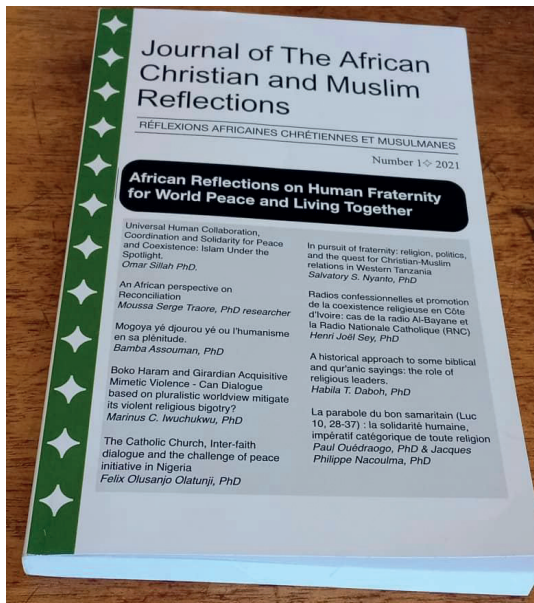 Journal of The African
Christian and Muslim
Reflections
RÉFLEXIONS AFRICAINES CHRÉTIENNES ET MUSULMANES
Number 1✧ 2021
African Reflections on Human Fraternity
for World Peace and Living Together
Universal Human Collaboration,
Coordination and Solidarity for Peace
and Coexistence: Islam Under the
Spotlight.
Omar Sillah PhD.
An African perspective on
Reconciliation
Moussa Serge Traore, PhD researcher
Mogoya yé djourou yé ou l'humanisme
en sa plénitude.
Bamba Assouman, PhD
Boko Haram and Girardian Acquisitive
Mimetic Violence - Can Dialogue
based on pluralistic worldview mitigate
its violent religious bigotry?
Marinus C. Iwuchukwu, PhD
The Catholic Church, Inter-faith
dialogue and the challenge of peace
initiative in Nigeria
Felix Olusanjo Olatunji, PhD
In pursuit of fraternity: religion, politics,
and the quest for Christian-Muslim
relations in Western Tanzania
Salvatory S. Nyanto, PhD
Radios confessionnelles et promotion
de la coexistence religieuse en Côte
d'Ivoire: cas de la radio Al-Bayane et
la Radio Nationale Catholique (RNC)
Henri Joël Sey, PhD
A historical approach to some biblical
and qur'anic sayings: the role of
religious leaders.
Habila T. Daboh, PhD
La parabole du bon samaritain (Luc
10, 28-37) : la solidarité humaine,
impératif catégorique de toute religion
Paul Ouèdraogo, PhD & Jacques
Philippe Nacoulma, PhD